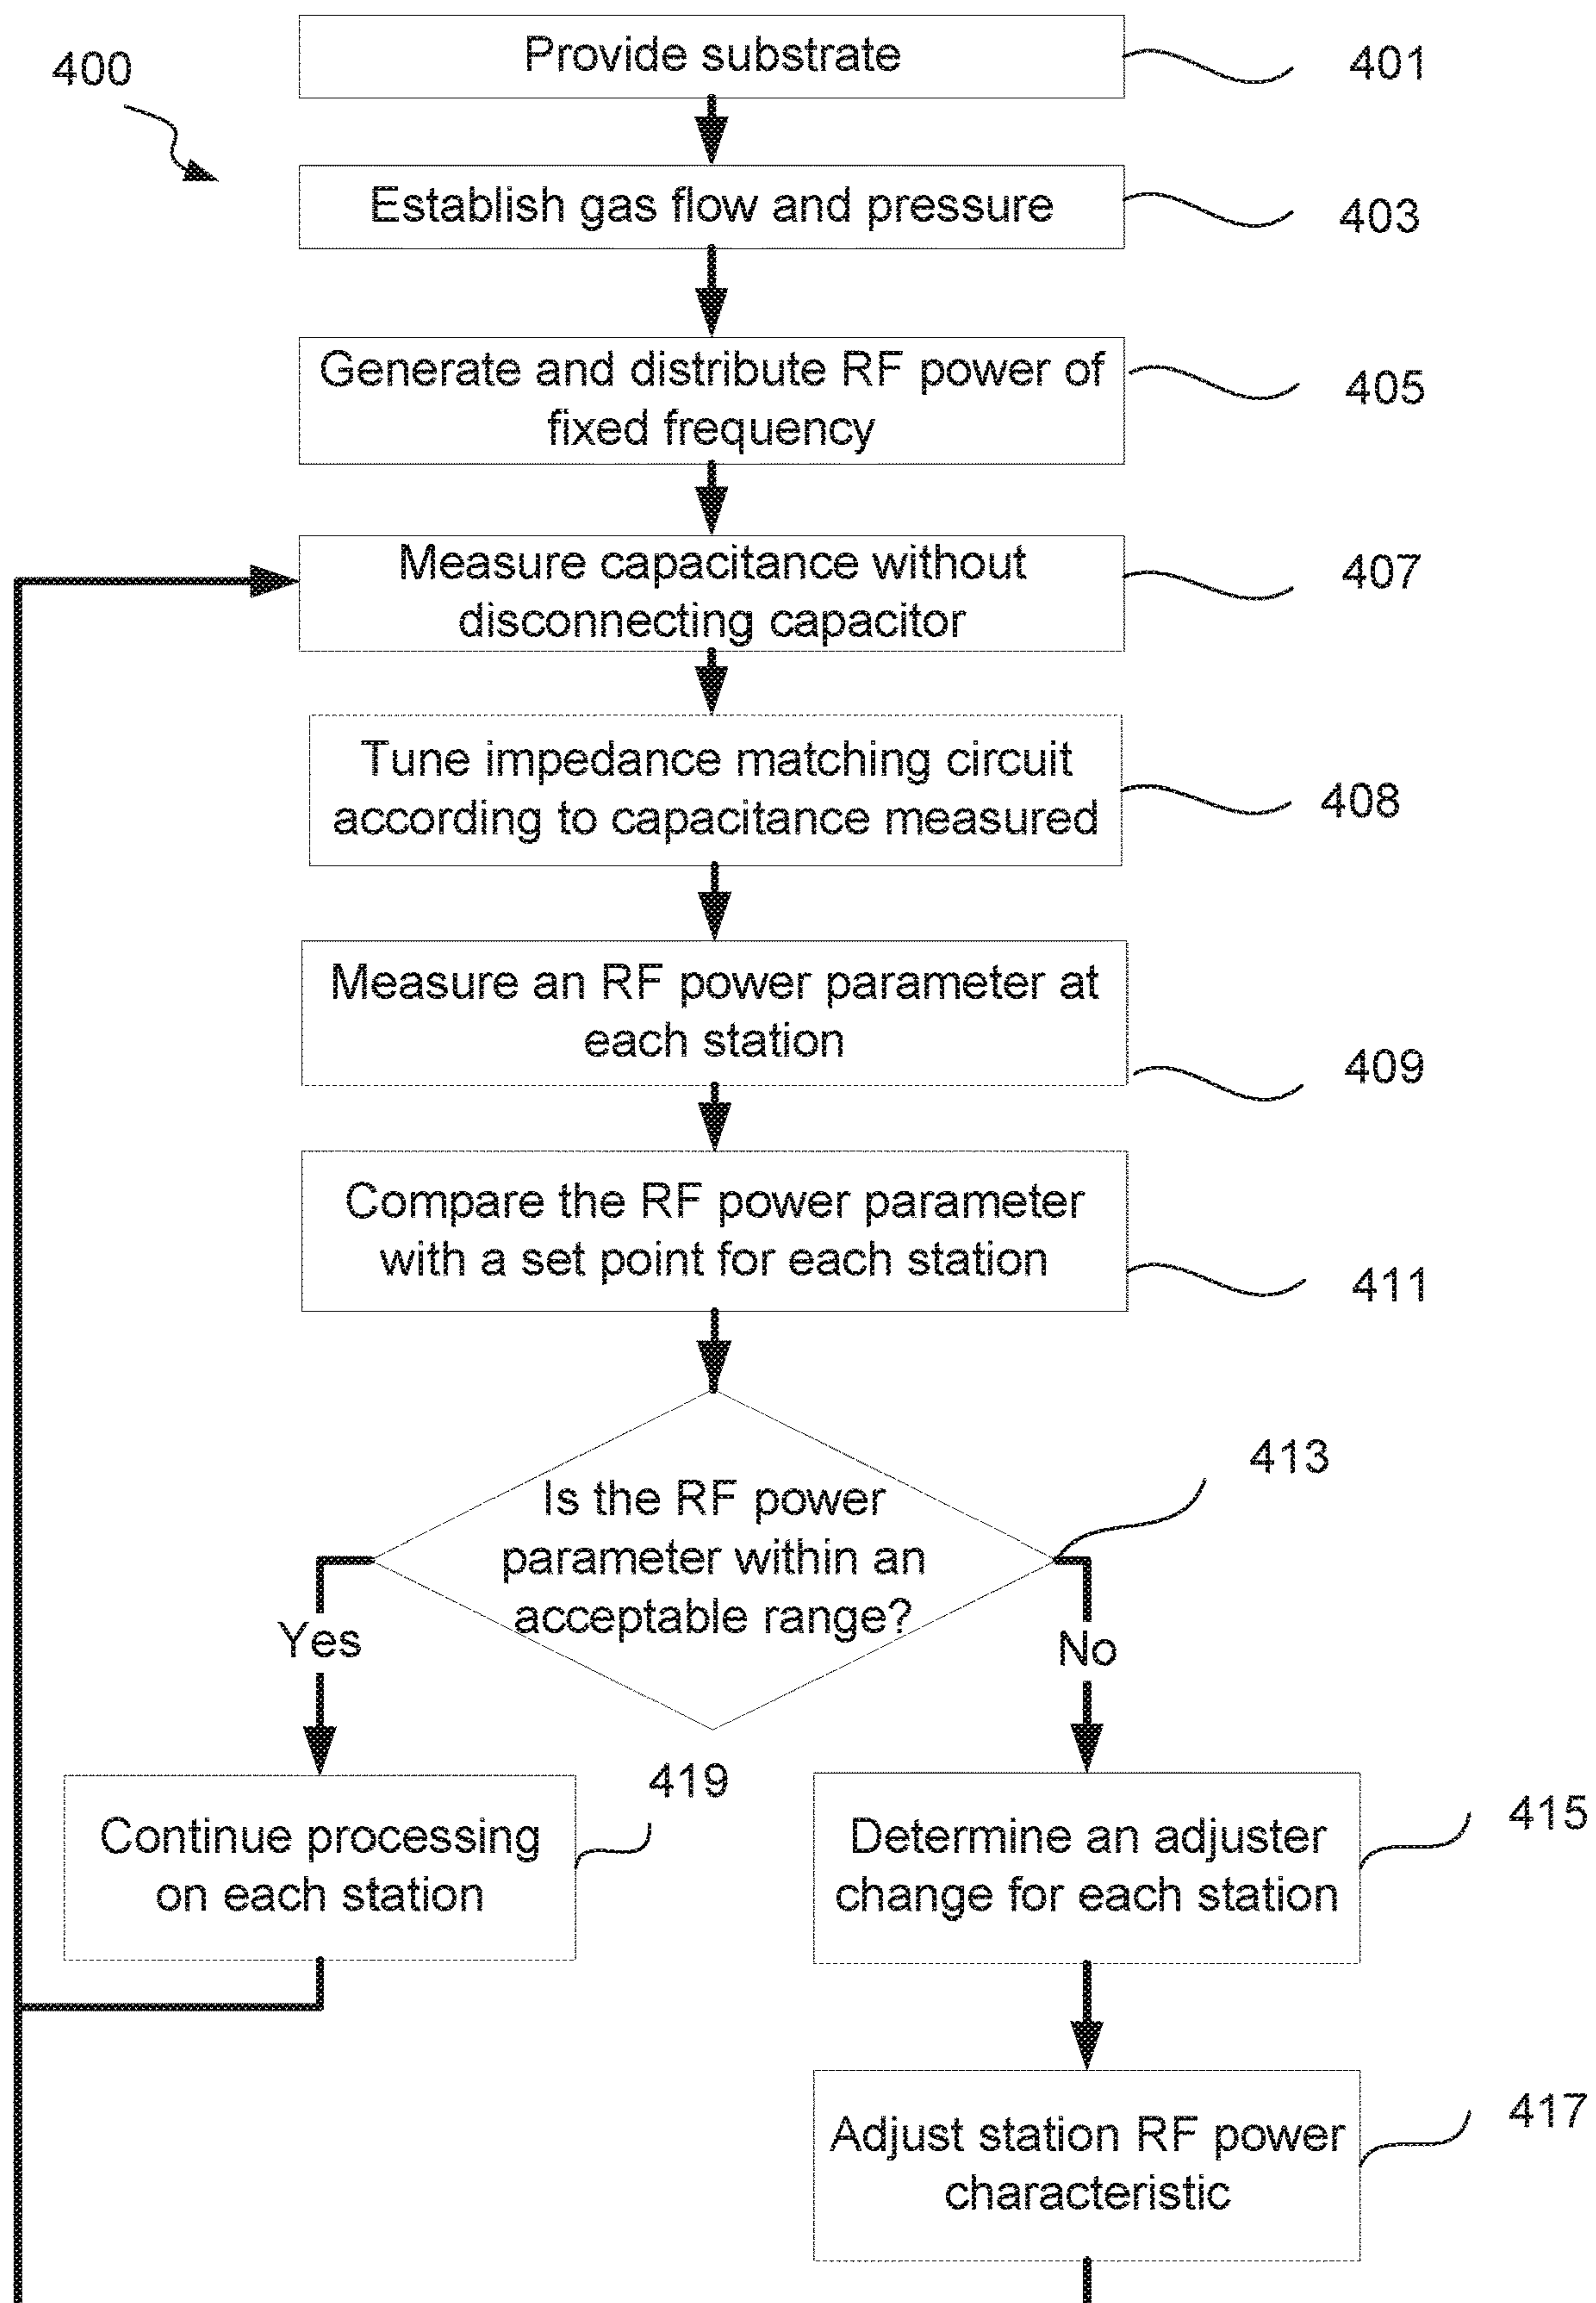 400
Provide substrate
401
Establish gas flow and pressure
403
Generate and distribute RF power of
fixed frequency
405
Measure capacitance without
disconnecting capacitor
407
Tune impedance matching circuit
according to capacitance measured
408
Measure an RF power parameter at
each station
409
Compare the RF power parameter
with a set point for each station
411
Is the RF power
parameter within an
acceptable range?
413
Yes
No
Continue processing
on each station
419
Determine an adjuster
change for each station
415
Adjust station RF power
characteristic
417